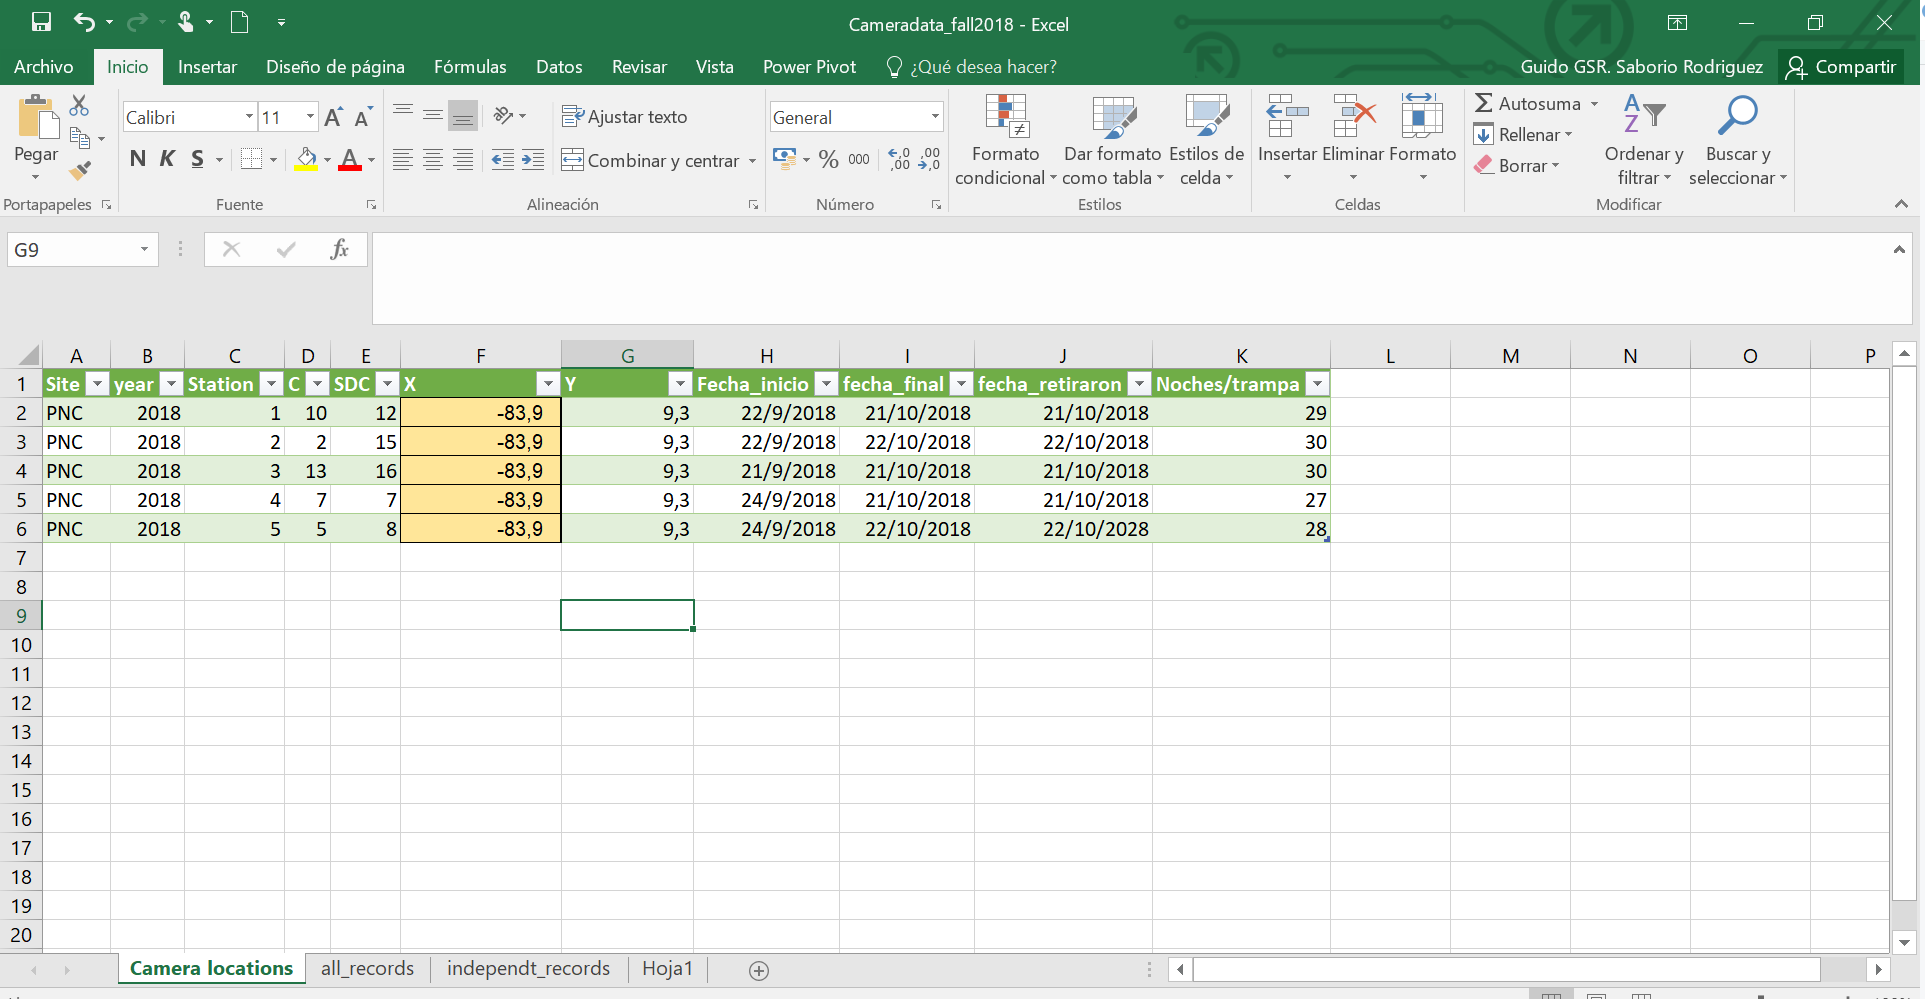 Cameradata_fall2018 - Excel
Archivo Inicio Insertar Diseño de página Fórmulas Datos Revisar Vista Power Pivot ¿Qué desea hacer? Guido GSR. Saborio Rodriguez Compartir
Pegar
Portapapeles
Calibri 11 A A
N K S A
Fuente
Ajustar texto
Combinar y centrar
Alineación
General
% 000 ,00 ,00
Número
Formato condicional
Dar formato como tabla
Estilos de celda
Estilos
Insertar Eliminar Formato
Celdas
Autosuma
Rellenar
Borrar
Ordenar y filtrar
Buscar y seleccionar
Modificar
G9 fx
A B C D E F G H I J K L M N O P
1 Site year Station C SDC X Y Fecha_inicio fecha_final fecha_retiraron Noches/trampa
2 PNC 2018 1 10 12 -83,9 9,3 22/9/2018 21/10/2018 21/10/2018 29
3 PNC 2018 2 2 15 -83,9 9,3 22/9/2018 22/10/2018 22/10/2018 30
4 PNC 2018 3 13 16 -83,9 9,3 21/9/2018 21/10/2018 21/10/2018 30
5 PNC 2018 4 7 7 -83,9 9,3 24/9/2018 21/10/2018 21/10/2018 27
6 PNC 2018 5 5 8 -83,9 9,3 24/9/2018 22/10/2018 22/10/2028 28
7
8
9
10
11
12
13
14
15
16
17
18
19
20
Camera locations all_records independt_records Hoja1